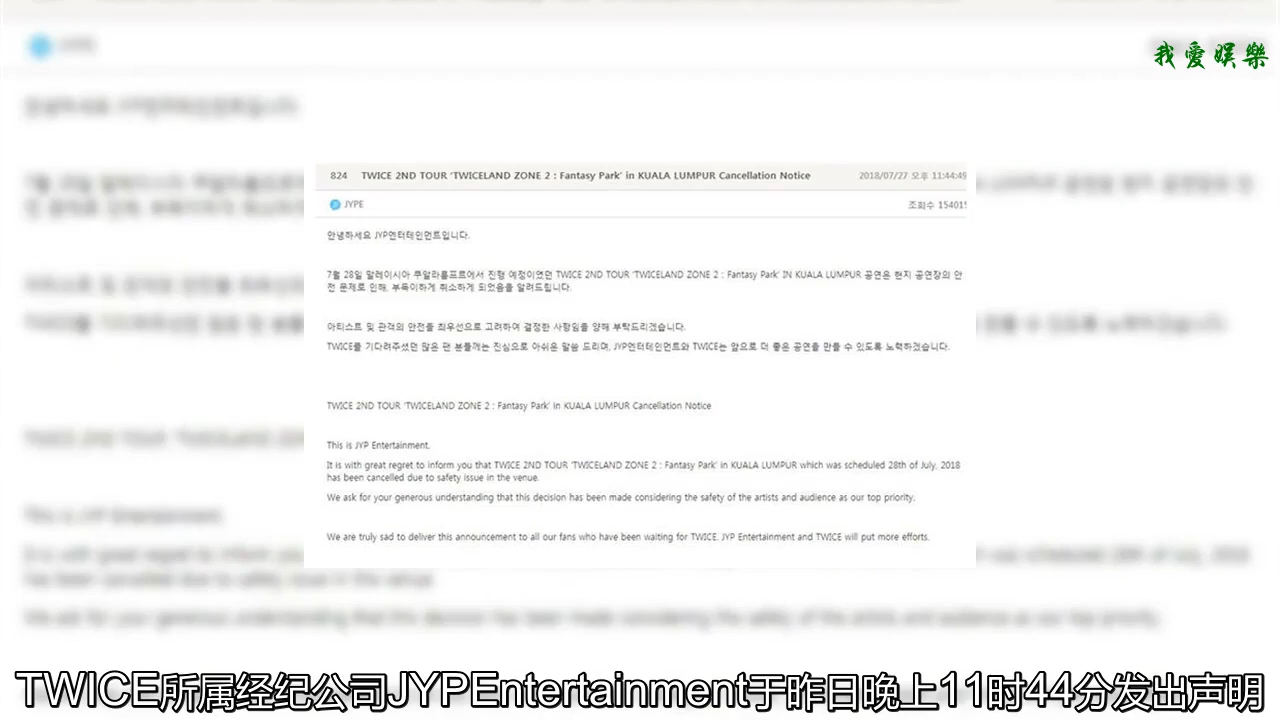 我愛娛樂
824 TWICE 2ND TOUR ‘TWICELAND ZONE 2 : Fantasy Park’ in KUALA LUMPUR Cancellation Notice 2018/07/27 오후 11:44:49
JYPE 조회수 154015
안녕하세요 JYP엔터테인먼트입니다.
7월 28일 말레이시아 쿠알라룸프르에서 진행 예정이였던 TWICE 2ND TOUR ‘TWICELAND ZONE 2 : Fantasy Park’ IN KUALA LUMPUR 공연은 현지 공연장의 안
전 문제로 인해, 부득이하게 취소하게 되었음을 알려드립니다.
아티스트 및 관객의 안전을 최우선으로 고려하여 결정한 사항임을 양해 부탁드리겠습니다.
TWICE를 기다려주셨던 많은 팬 분들께는 진심으로 아쉬운 말씀 드리며, JYP엔터테인먼트와 TWICE는 앞으로 더 좋은 공연을 만들 수 있도록 노력하겠습니다.
TWICE 2ND TOUR ‘TWICELAND ZONE 2 : Fantasy Park’ in KUALA LUMPUR Cancellation Notice
This is JYP Entertainment.
It is with great regret to inform you that TWICE 2ND TOUR ‘TWICELAND ZONE 2 : Fantasy Park’ in KUALA LUMPUR which was scheduled 28th of July, 2018
has been cancelled due to safety issue in the venue.
We ask for your generous understanding that this decision has been made considering the safety of the artists and audience as our top priority.
We are truly sad to deliver this announcement to all our fans who have been waiting for TWICE. JYP Entertainment and TWICE will put more efforts.
TWICE所属经纪公司JYPEntertainment于昨日晚上11时44分发出声明